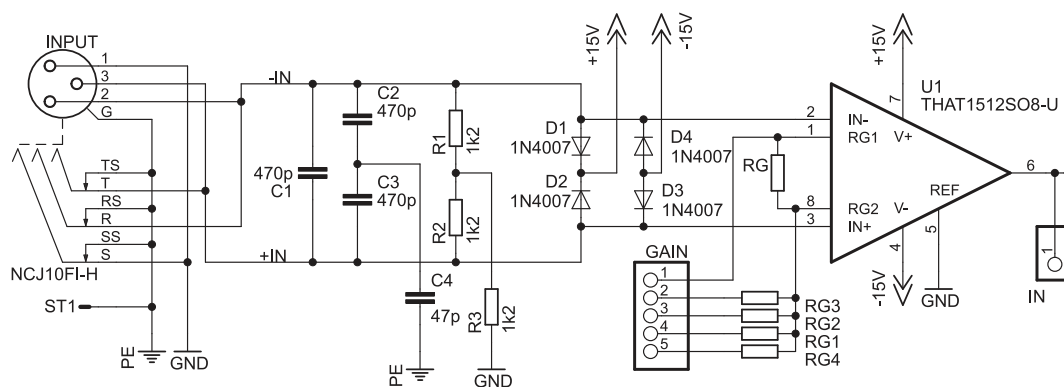 INPUT
1
3
2
G
TS
T
RS
R
SS
S
NCJ10FI-H
ST1
PE
GND
-IN
+IN
470p
C1
C2
470p
C3
470p
C4
47p
PE
R1
1k2
R2
1k2
R3
1k2
GND
+15V
-15V
D1
1N4007
D2
1N4007
D4
1N4007
D3
1N4007
GAIN
1
2
3
4
5
RG
RG3
RG2
RG1
RG4
+15V
U1
THAT1512SO8-U
7
2
IN-
1
RG1
V+
REF
6
8
RG2
V-
3
IN+
4
5
-15V
GND
1
IN